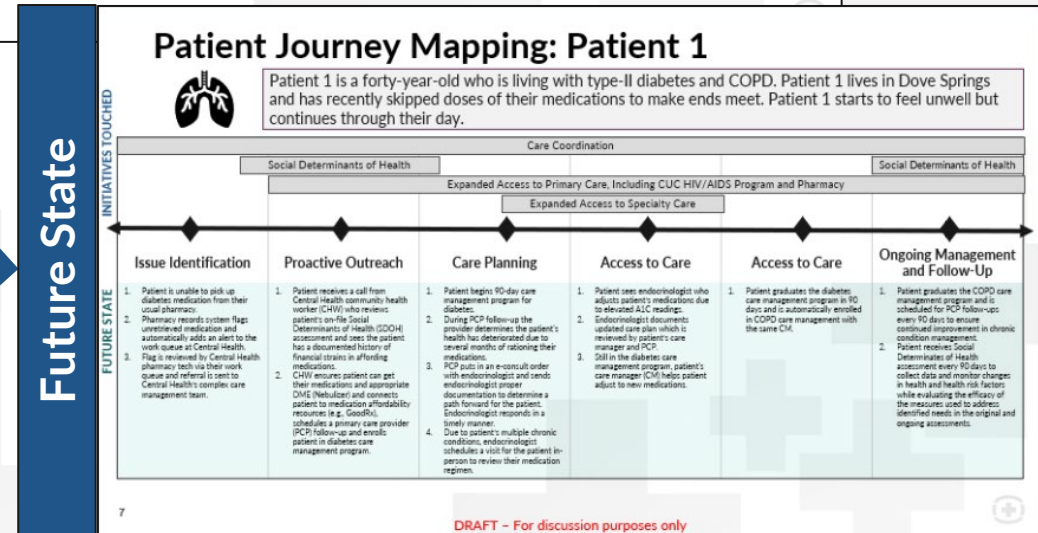 Future State
Patient Journey Mapping: Patient 1
Patient 1 is a forty-year-old who is living with type-II diabetes and COPD. Patient 1 lives in Dove Springs
and has recently skipped doses of their medications to make ends meet. Patient 1 starts to feel unwell but
continues through their day.
INITIATIVES TOUCHED
Care Coordination
Social Determinants of Health
Social Determinants of Health
Expanded Access to Primary Care, Including CUC HIV/AIDS Program and Pharmacy
Expanded Access to Specialty Care
FUTURE STATE
Issue Identification
1. Patient is unable to pick up
diabetes medication from their
usual pharmacy.
2. Pharmacy records system flags
unretrieved medication and
automatically adds an alert to the
work queue at Central Health.
3. Flag is reviewed by Central Health
pharmacy tech via their work
queue and referral is sent to
Central Health's complex care
management team.
Proactive Outreach
1. Patient receives a call from
Central Health community health
worker (CHW) who reviews
patient's on-file Social
Determinants of Health (SDOH)
assessment and sees the patient
has a documented history of
financial strains in affording
medications.
2. CHW ensures patient can get
their medications and appropriate
DME (Nebulizer) and connects
patient to medication affordability
resources (e.g., GoodRx),
schedules a primary care provider
(PCP) follow-up and enrolls
patient in diabetes care
management program.
Care Planning
1. Patient begins 90-day care
management program for
diabetes.
2. During PCP follow-up the
provider determines the patient's
health has deteriorated due to
several months of rationing their
medications.
3. PCP puts in an e-consult order
with endocrinologist and sends
endocrinologist proper
documentation to determine a
path forward for the patient.
Endocrinologist responds in a
timely manner.
4. Due to patient's multiple chronic
conditions, endocrinologist
schedules a visit for the patient in-
person to review their medication
regimen.
Access to Care
1. Patient sees endocrinologist who
adjusts patient's medications due
to elevated A1C readings.
2. Endocrinologist documents
updated care plan which is
reviewed by patient's care
manager and PCP.
3. Still in the diabetes care
management program, patient's
care manager (CM) helps patient
adjust to new medications.
Access to Care
1. Patient graduates the diabetes
care management program in 90
days and is automatically enrolled
in COPD care management with
the same CM.
Ongoing Management
and Follow-Up
1. Patient graduates the COPD care
management program and is
scheduled for PCP follow-ups
every 90 days to ensure
continued improvement in chronic
condition management.
2. Patient receives Social
Determinates of Health
assessment every 90 days to
collect data and monitor changes
in health and health risk factors
while evaluating the efficacy of
the measures used to address
identified needs in the original and
ongoing assessments.
7
DRAFT – For discussion purposes only